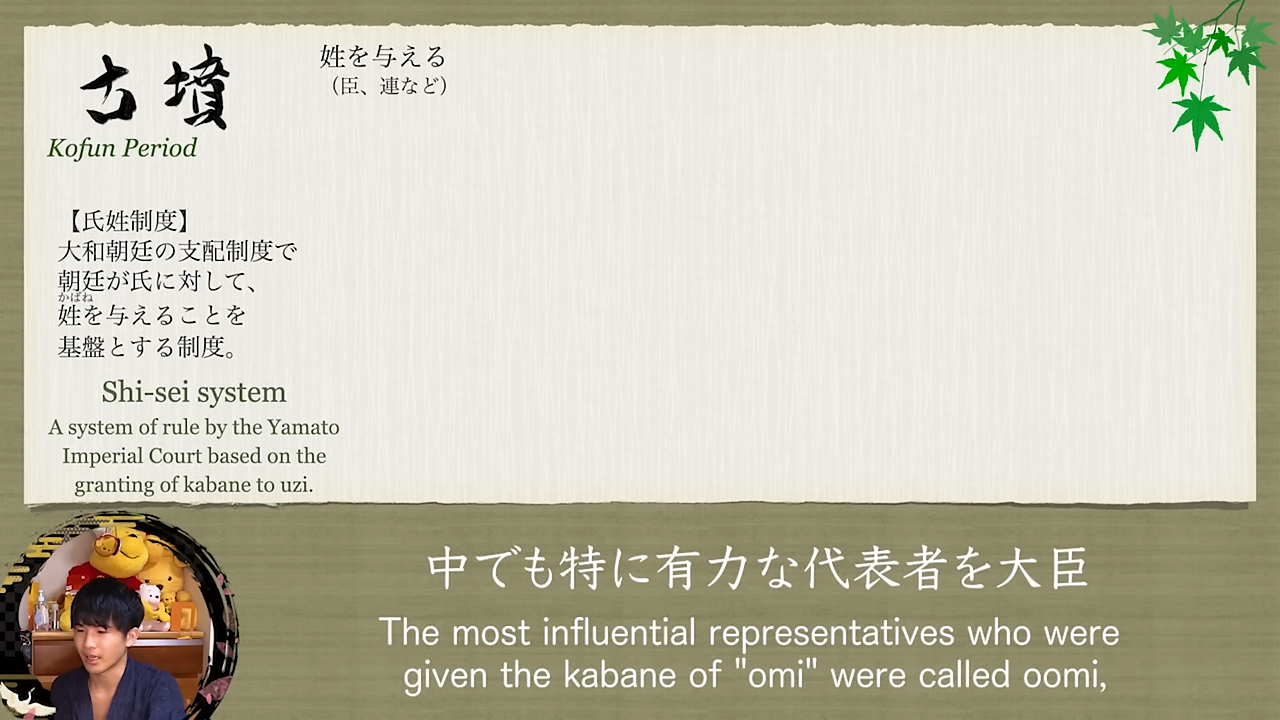 古墳
Kofun Period
姓を与える
（臣、連など）
【氏姓制度】
大和朝廷の支配制度で
朝廷が氏に対して、
かばね
姓を与えることを
基盤とする制度。
Shi-sei system
A system of rule by the Yamato
Imperial Court based on the
granting of kabane to uzi.
中でも特に有力な代表者を大臣
The most influential representatives who were
given the kabane of "omi" were called oomi,